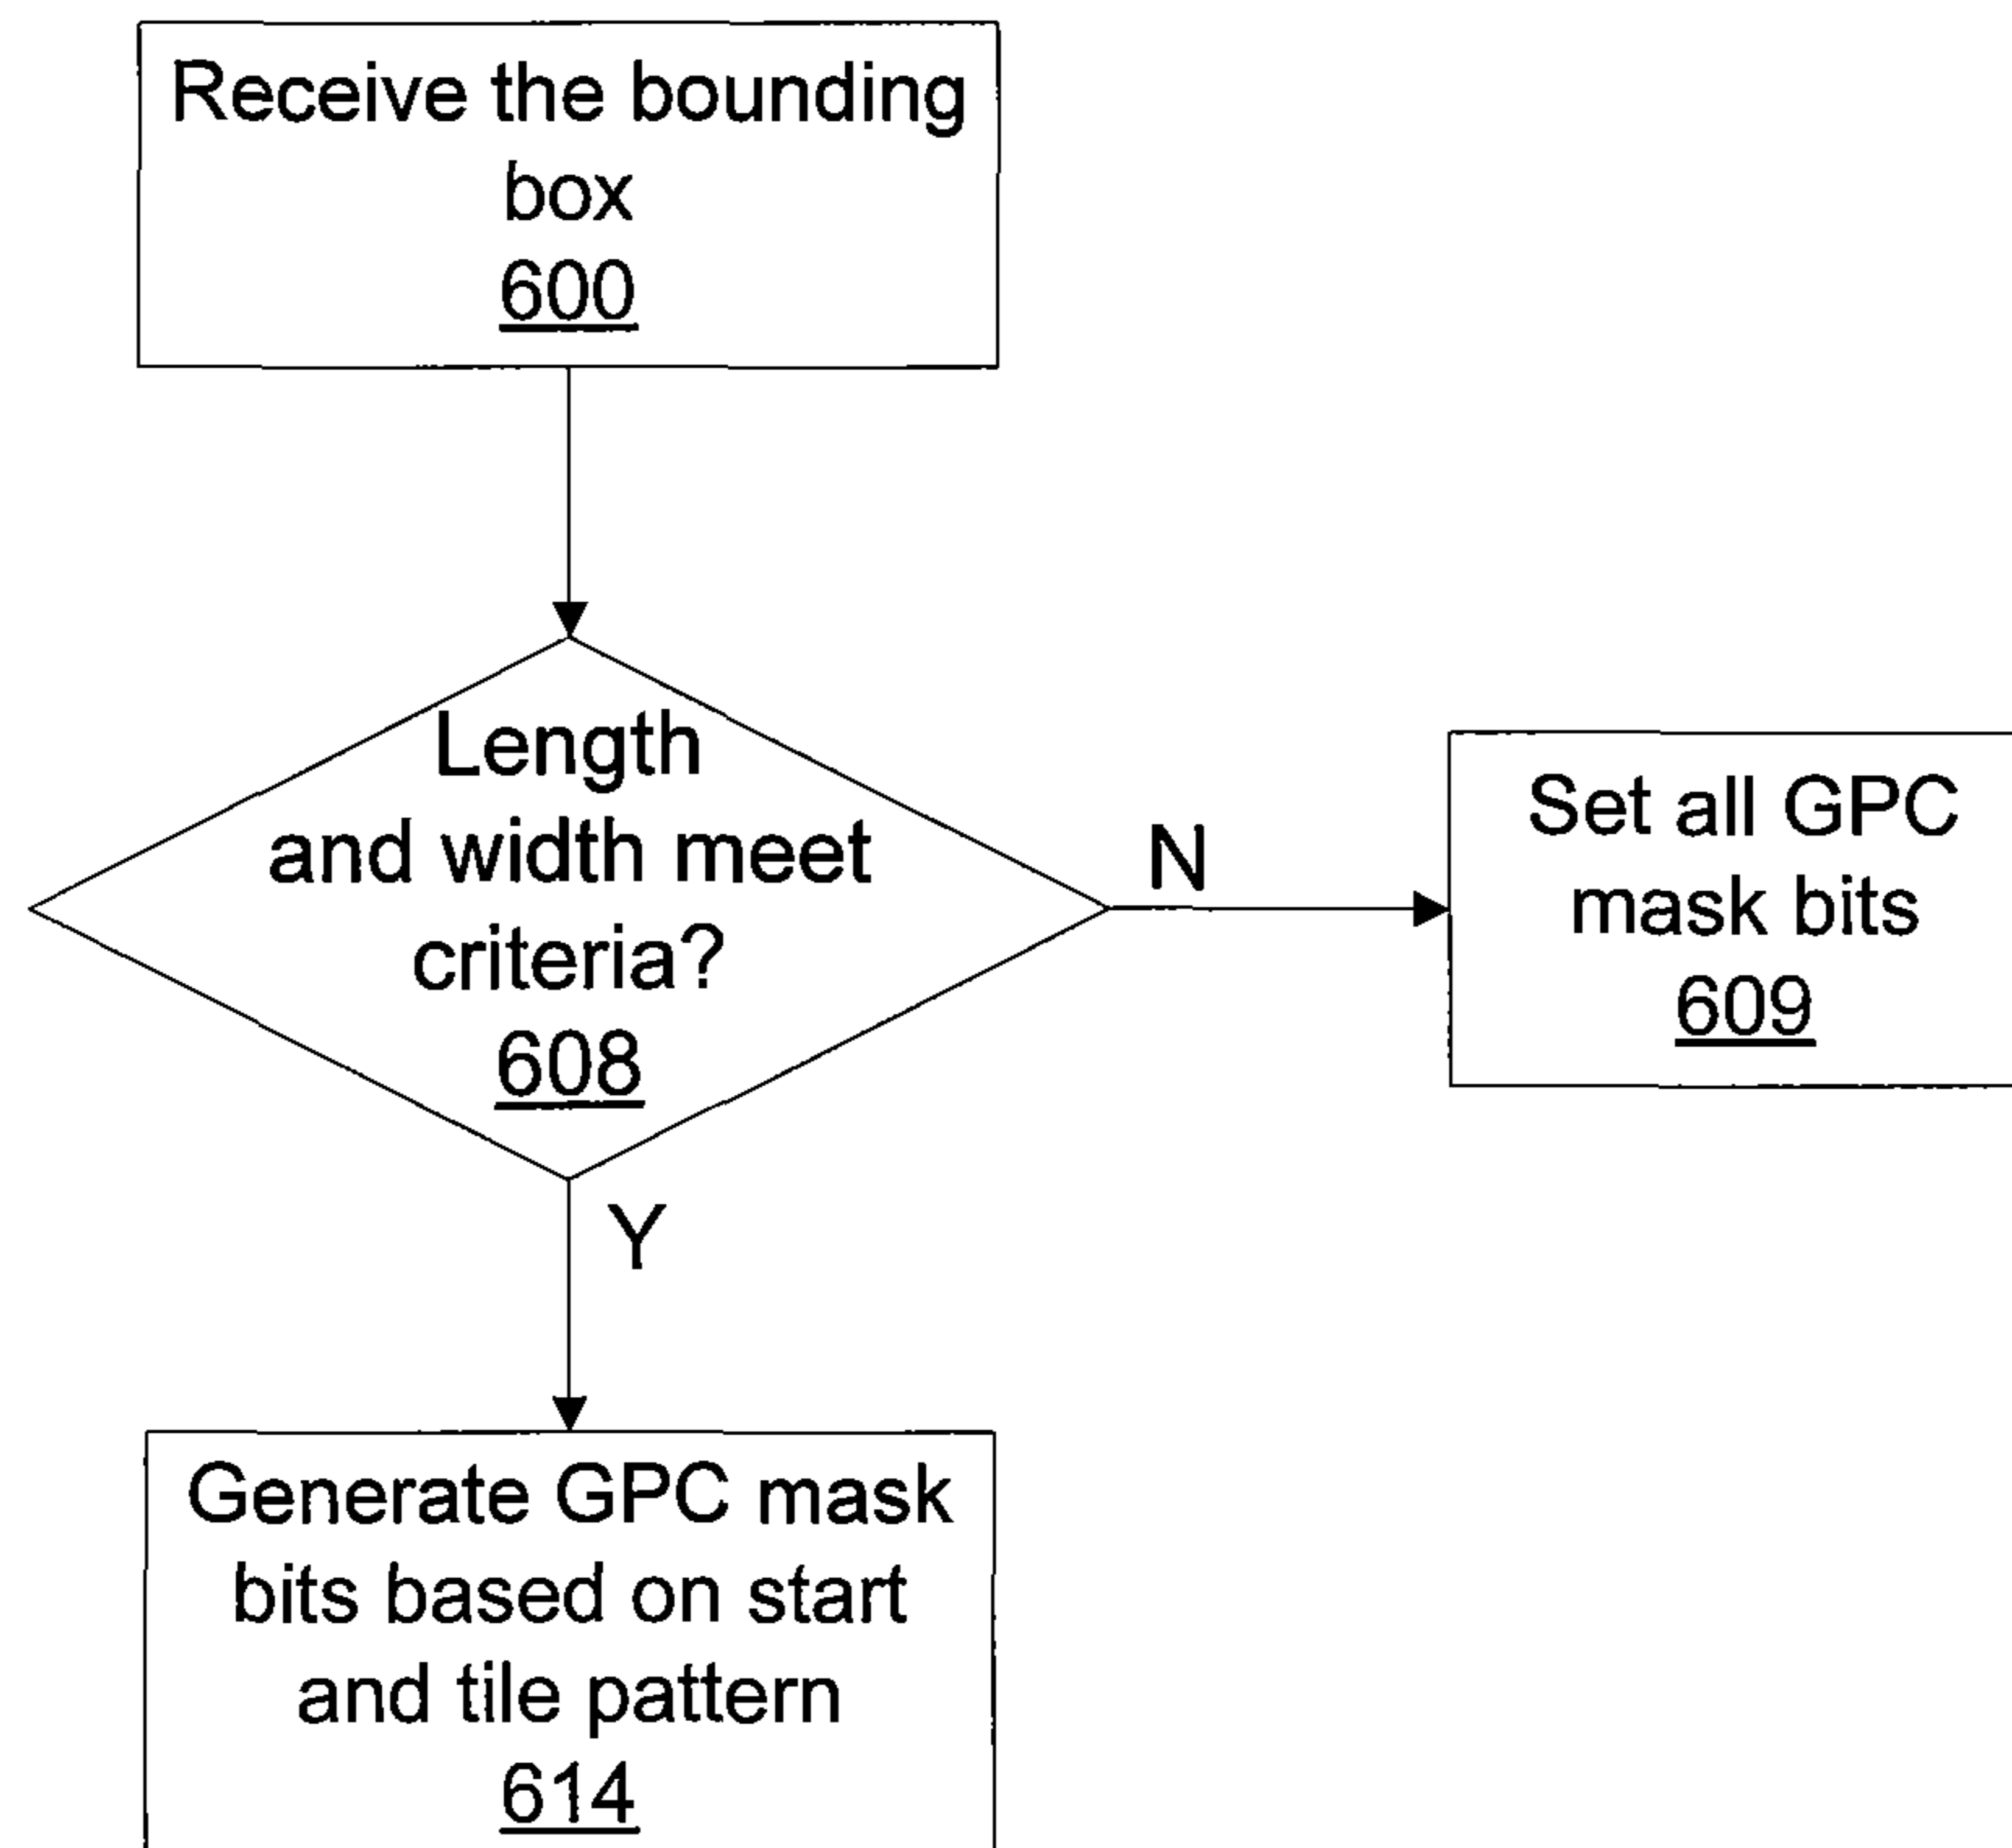 Receive the bounding
box
600
Length
and width meet
criteria?
608
N
Set all GPC
mask bits
609
Y
Generate GPC mask
bits based on start
and tile pattern
614